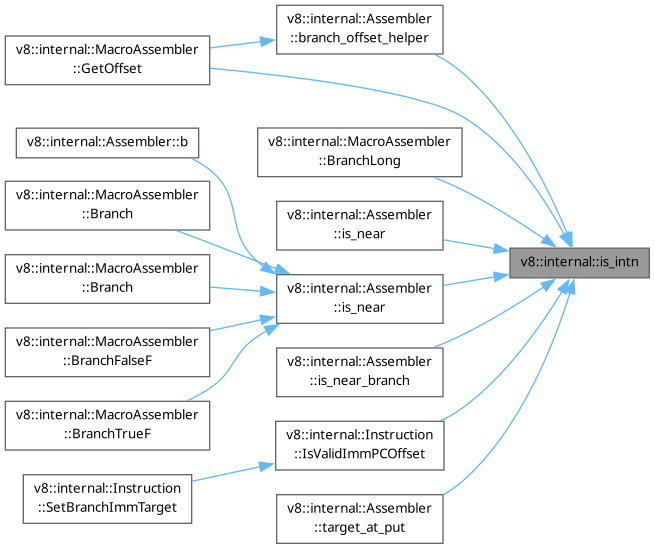 v8::internal::Assembler
::branch_offset_helper
v8::internal::MacroAssembler
::GetOffset
v8::internal::Assembler::b
v8::internal::MacroAssembler
::BranchLong
v8::internal::MacroAssembler
::Branch
v8::internal::Assembler
::is_near
v8::internal::is_intn
v8::internal::MacroAssembler
::Branch
v8::internal::Assembler
::is_near
v8::internal::MacroAssembler
::BranchFalseF
v8::internal::Assembler
::is_near_branch
v8::internal::MacroAssembler
::BranchTrueF
v8::internal::Instruction
::IsValidImmPCOffset
v8::internal::Instruction
::SetBranchImmTarget
v8::internal::Assembler
::target_at_put